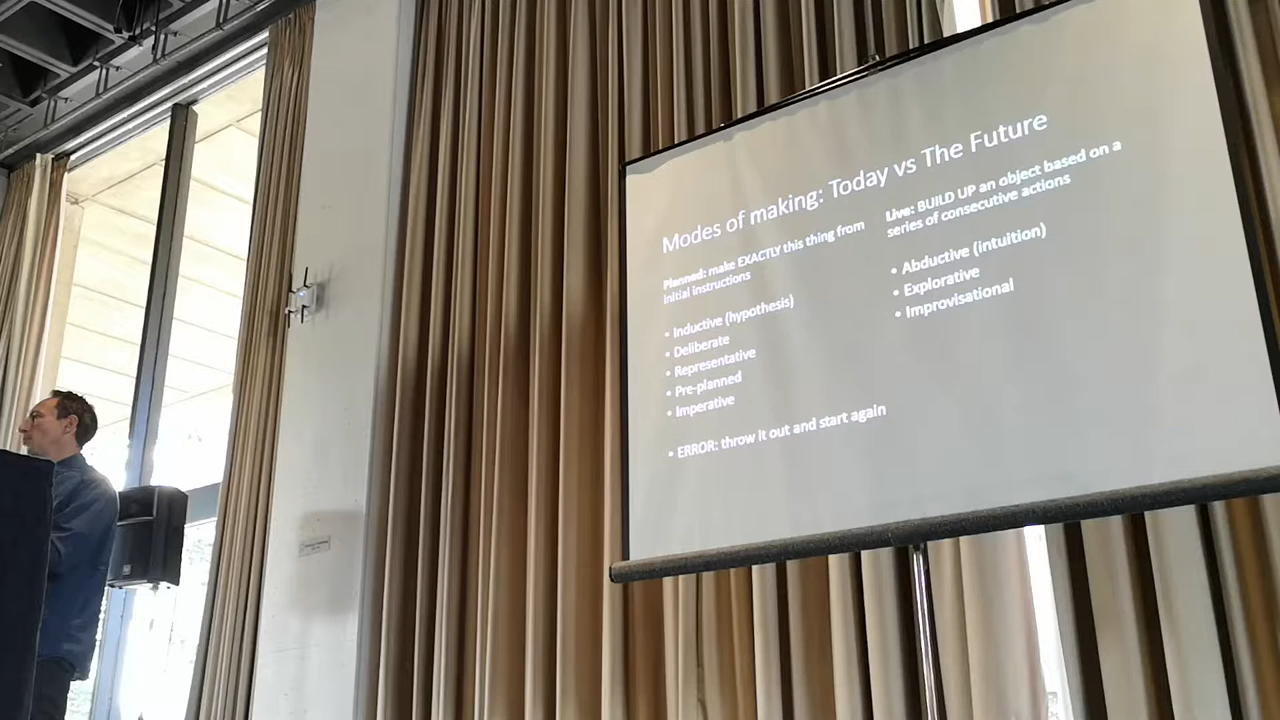 Modes of making: Today vs The Future
Planned: make EXACTLY this thing from
initial instructions
• Inductive (hypothesis)
• Deliberate
• Representative
• Pre-planned
• Imperative
• ERROR: throw it out and start again
Live: BUILD UP an object based on a
series of consecutive actions
• Abductive (intuition)
• Explorative
• Improvisational